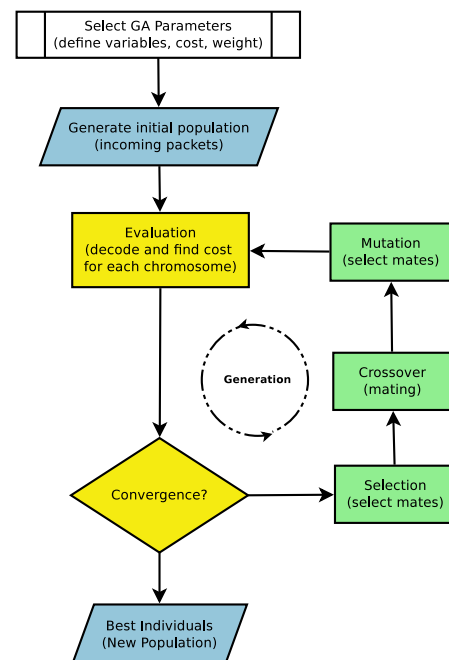 Select GA Parameters
(define variables, cost, weight)
Generate initial population
(incoming packets)
Evaluation
(decode and find cost
for each chromosome)
Mutation
(select mates)
Generation
Crossover
(mating)
Convergence?
Selection
(select mates)
Best Individuals
(New Population)